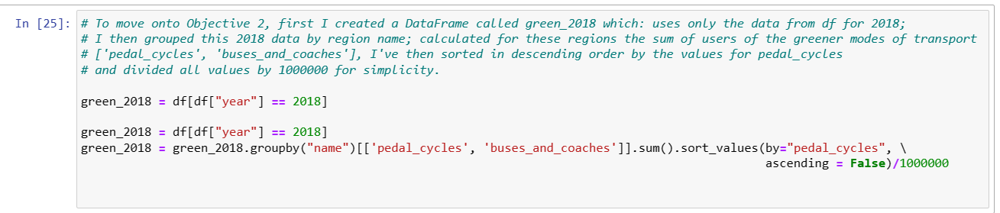 In [25]: # To move onto Objective 2, first I created a DataFrame called green_2018 which: uses only the data from df for 2018;
# I then grouped this 2018 data by region name; calculated for these regions the sum of users of the greener modes of transport
# ['pedal_cycles', 'buses_and_coaches'], I've then sorted in descending order by the values for pedal_cycles
# and divided all values by 1000000 for simplicity.
green_2018 = df[df["year"] == 2018]
green_2018 = df[df["year"] == 2018]
green_2018 = green_2018.groupby("name")[['pedal_cycles', 'buses_and_coaches']].sum().sort_values(by="pedal_cycles", \
ascending = False)/1000000